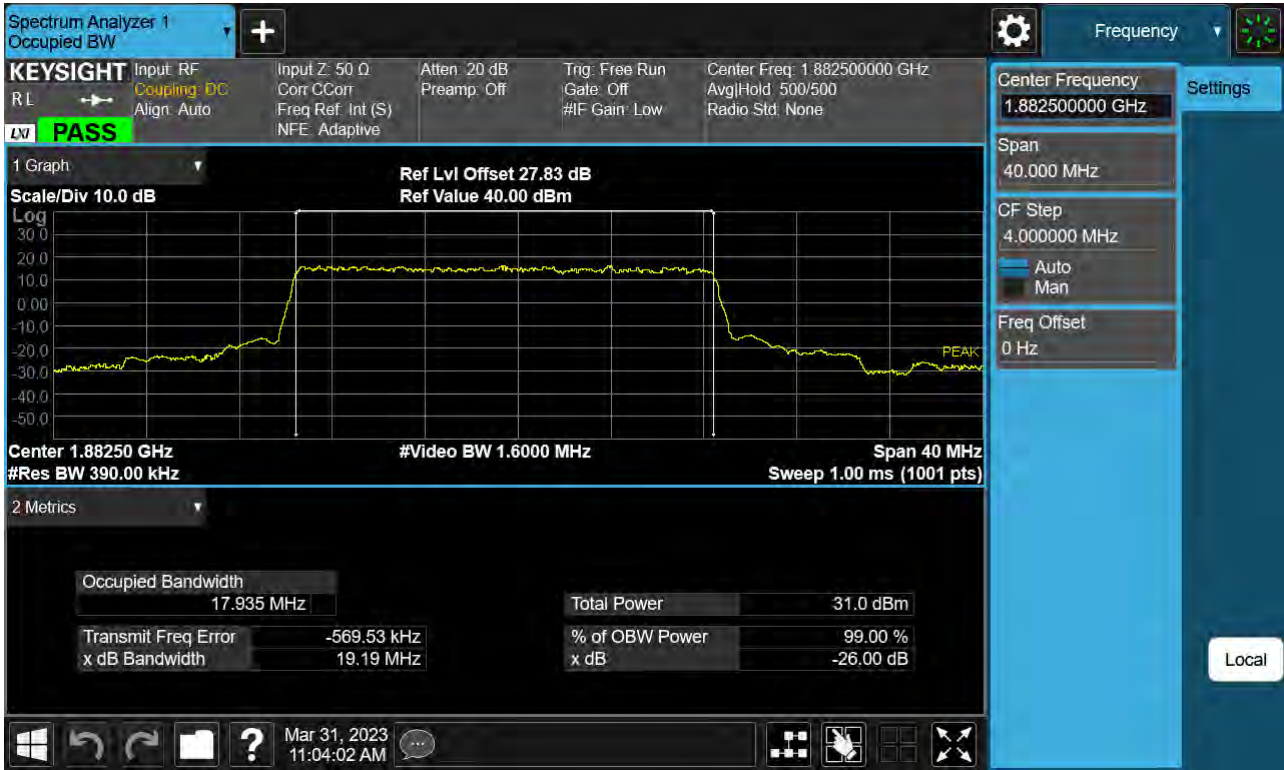 Spectrum Analyzer 1
Occupied BW
+
Frequency
KEYSIGHT
R L
LXI PASS
Input: RF
Coupling: DC
Align: Auto
Input Z: 50 Ω
Corr CCorr
Freq Ref: Int (S)
NFE: Adaptive
Atten: 20 dB
Preamp: Off
Trig: Free Run
Gate: Off
#IF Gain: Low
Center Freq: 1.882500000 GHz
Avg|Hold: 500/500
Radio Std: None
Center Frequency
1.882500000 GHz
Settings
Span
40.000 MHz
CF Step
4.000000 MHz
Auto
Man
Freq Offset
0 Hz
Local
1 Graph
Ref Lvl Offset 27.83 dB
Scale/Div 10.0 dB
Ref Value 40.00 dBm
Log
30.0
20.0
10.0
0.00
-10.0
-20.0
-30.0
-40.0
-50.0
PEAK
Center 1.88250 GHz
#Video BW 1.6000 MHz
Span 40 MHz
#Res BW 390.00 kHz
Sweep 1.00 ms (1001 pts)
2 Metrics
Occupied Bandwidth
17.935 MHz
Total Power 31.0 dBm
Transmit Freq Error -569.53 kHz
% of OBW Power 99.00 %
x dB Bandwidth 19.19 MHz
x dB -26.00 dB
?
Mar 31, 2023
11:04:02 AM